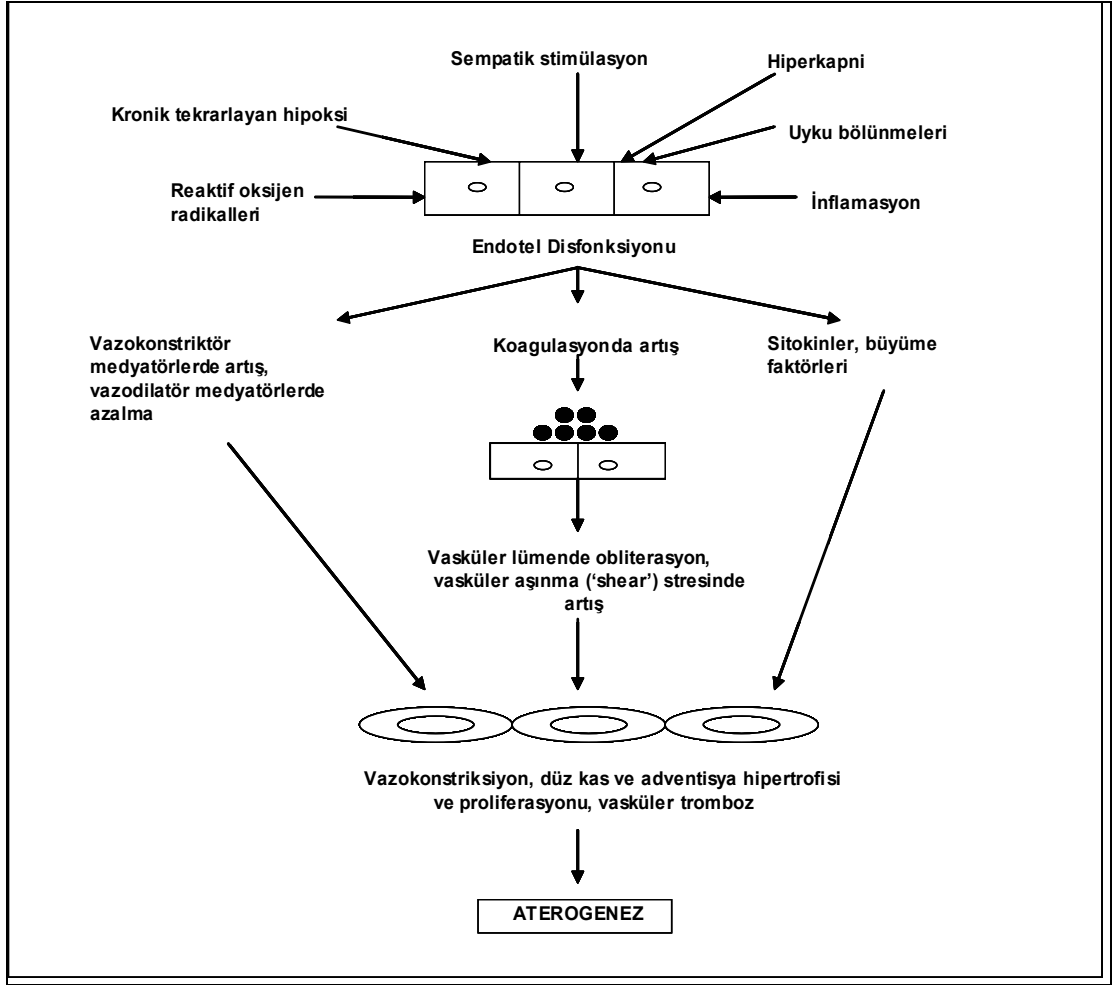 Sempatik stimülasyon
Hiperkapni
Kronik tekrarlayan hipoksi
Uyku bölünmeleri
Reaktif oksijen
radikalleri
İnflamasyon
Endotel Disfonksiyonu
Vazokonstriktör
medyatörlerde artış,
vazodilatör medyatörlerde
azalma
Koagulasyonda artış
Sitokinler, büyüme
faktörleri
Vasküler lümende obliterasyon,
vasküler aşınma (‘shear’) stresinde
artış
Vazokonstriksiyon, düz kas ve adventisya hipertrofisi
ve proliferasyonu, vasküler tromboz
ATEROGENEZ